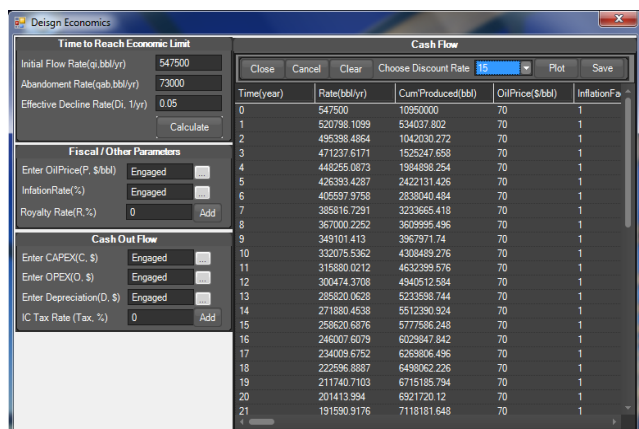 Deisgn Economics
Time to Reach Economic Limit
Initial Flow Rate(qi,bbl/yr) 547500
Abandoment Rate(qab,bbl/yr) 73000
Effective Decline Rate(Di, 1/yr) 0.05
Calculate
Fiscal / Other Parameters
Enter OilPrice(P, $/bbl) Engaged ...
InfationRate(%) Engaged ...
Royalty Rate(R,%) 0 Add
Cash Out Flow
Enter CAPEX(C, $) Engaged ...
Enter OPEX(O, $) Engaged ...
Enter Depreciation(D, $) Engaged ...
IC Tax Rate (Tax, %) 0 Add
Cash Flow
Close Cancel Clear Choose Discount Rate 15 Plot Save
Time(year) Rate(bbl/yr) Cum'Produced(bbl) OilPrice($/bbl) InflationFa
0 547500 10950000 70 1
1 520798.1099 534037.802 70 1
2 495398.4864 1042030.272 70 1
3 471237.6171 1525247.658 70 1
4 448255.0873 1984898.254 70 1
5 426393.4287 2422131.426 70 1
6 405597.9758 2838040.484 70 1
7 385816.7291 3233665.418 70 1
8 367000.2252 3609995.496 70 1
9 349101.413 3967971.74 70 1
10 332075.5362 4308489.276 70 1
11 315880.0212 4632399.576 70 1
12 300474.3708 4940512.584 70 1
13 285820.0628 5233598.744 70 1
14 271880.4538 5512390.924 70 1
15 258620.6876 5777586.248 70 1
16 246007.6079 6029847.842 70 1
17 234009.6752 6269806.496 70 1
18 222596.8887 6498062.226 70 1
19 211740.7103 6715185.794 70 1
20 201413.994 6921720.12 70 1
21 191590.9176 7118181.648 70 1